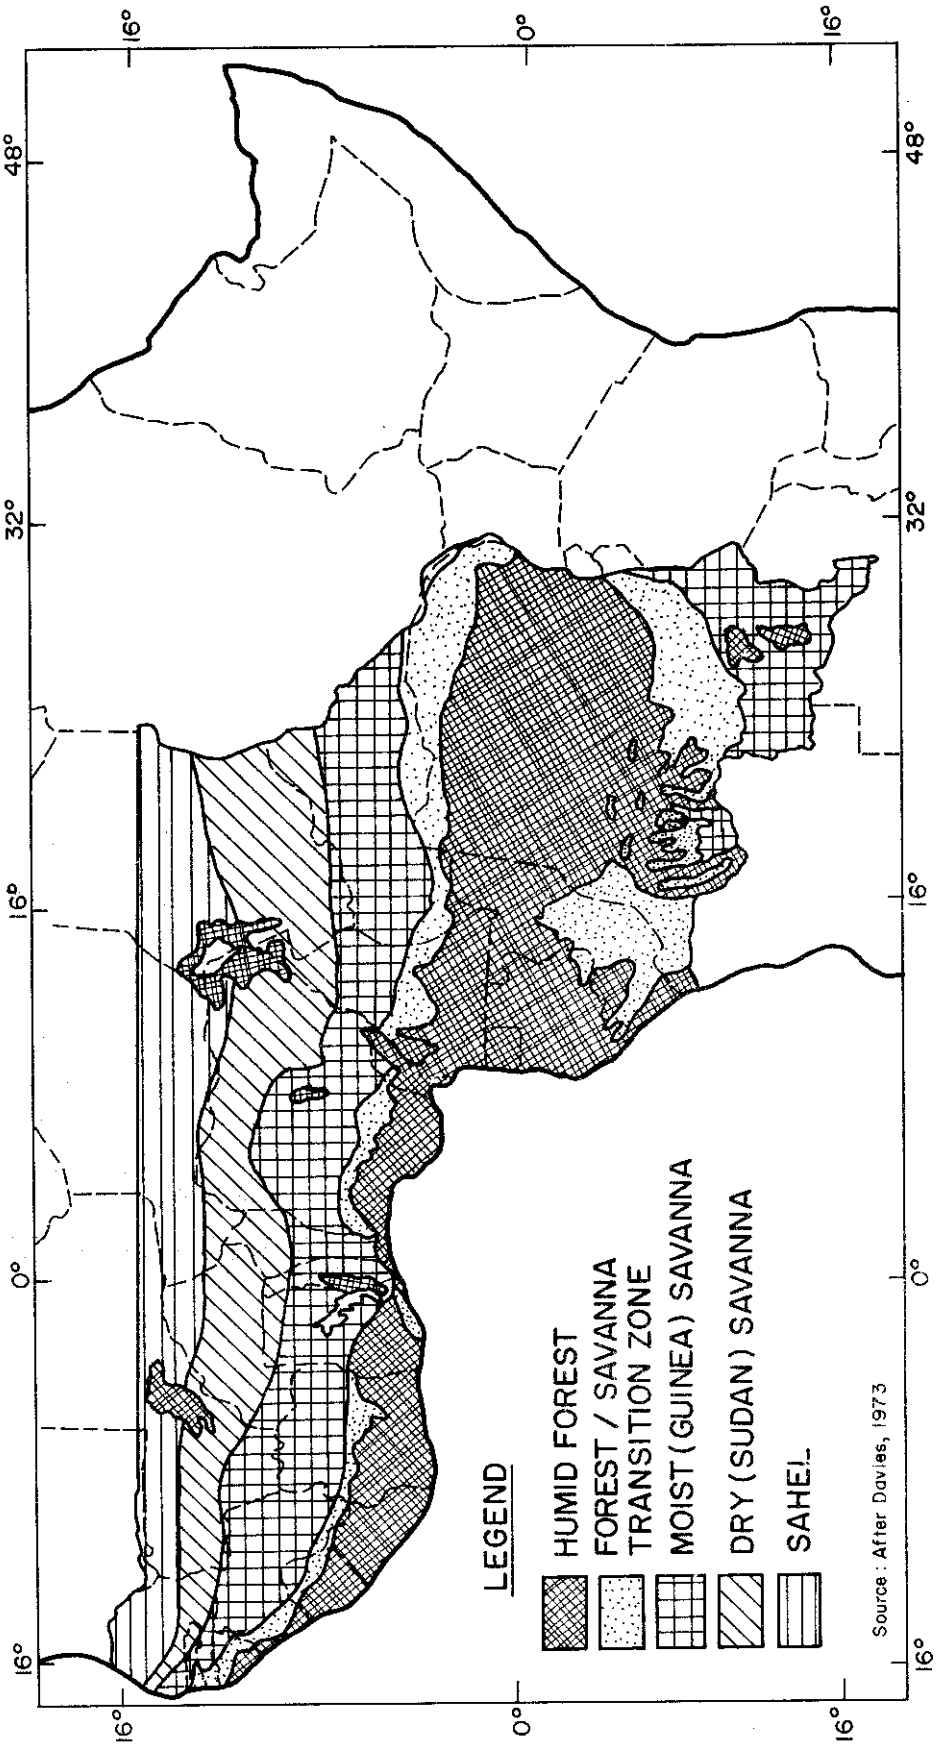 16°
0°
16°
32°
48°
16°
0°
16°
16°
0°
16°
32°
48°
16°
0°
16°
LEGEND
HUMID FOREST
FOREST / SAVANNA
TRANSITION ZONE
MOIST (GUINEA) SAVANNA
DRY (SUDAN) SAVANNA
SAHEL
Source : After Davies, 1973